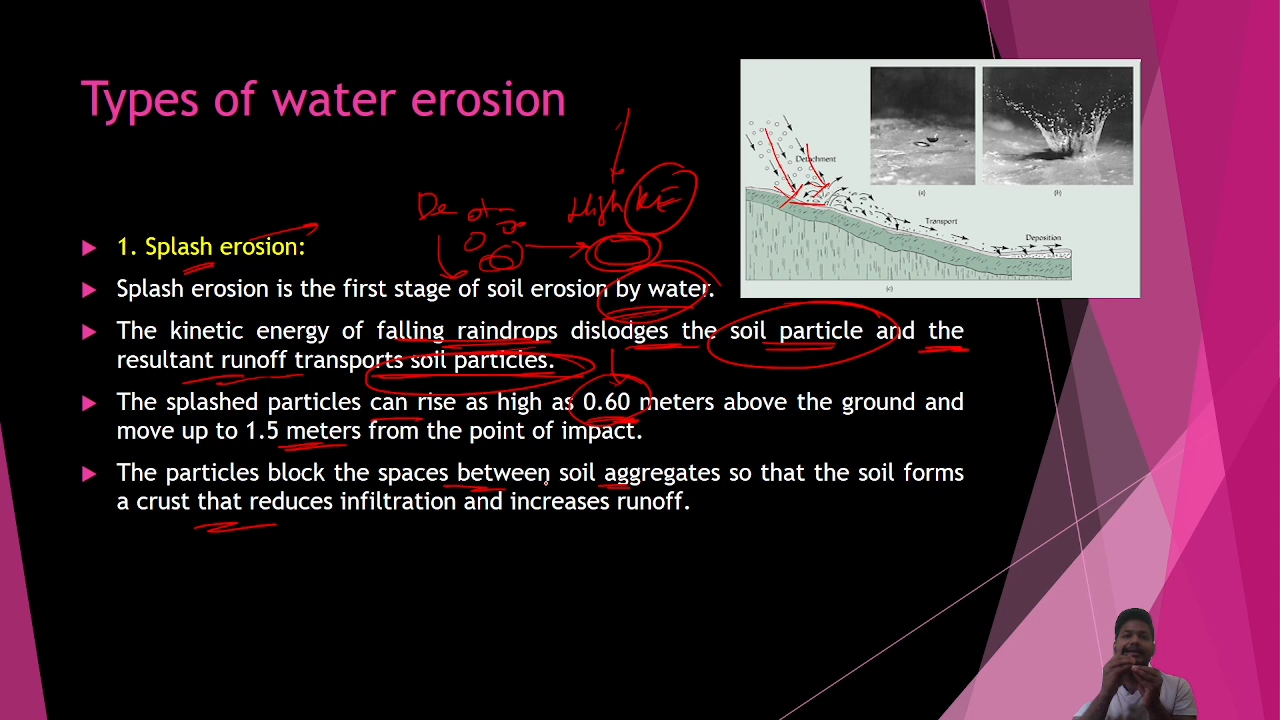 Types of water erosion
Detachment
(a)
(b)
Transport
Deposition
(c)
De
High KE
1. Splash erosion:
Splash erosion is the first stage of soil erosion by water.
The kinetic energy of falling raindrops dislodges the soil particle and the
resultant runoff transports soil particles.
The splashed particles can rise as high as 0.60 meters above the ground and
move up to 1.5 meters from the point of impact.
The particles block the spaces between soil aggregates so that the soil forms
a crust that reduces infiltration and increases runoff.